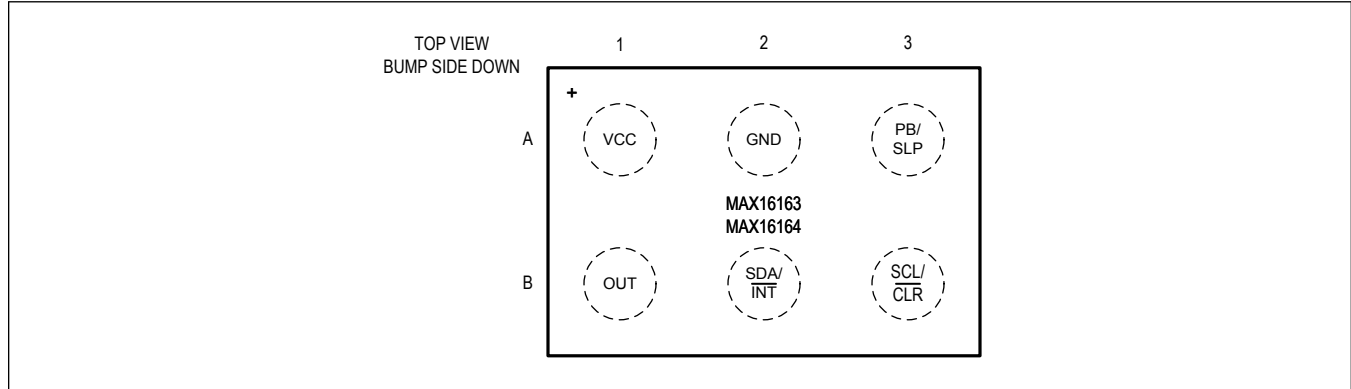 TOP VIEW
BUMP SIDE DOWN
1 2 3
+
A
VCC
GND
PB/
SLP
MAX16163
MAX16164
B
OUT
SDA/
INT
SCL/
CLR